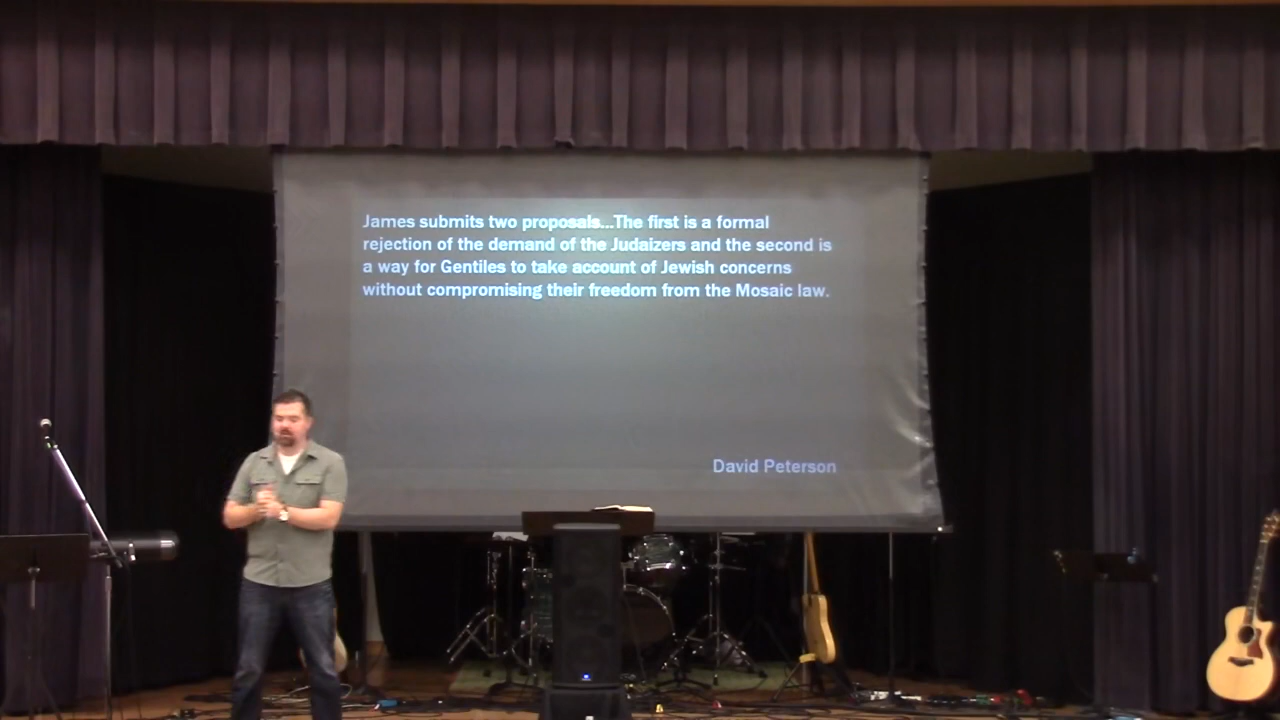 James submits two proposals...The first is a formal
rejection of the demand of the Judaizers and the second is
a way for Gentiles to take account of Jewish concerns
without compromising their freedom from the Mosaic law.
David Peterson